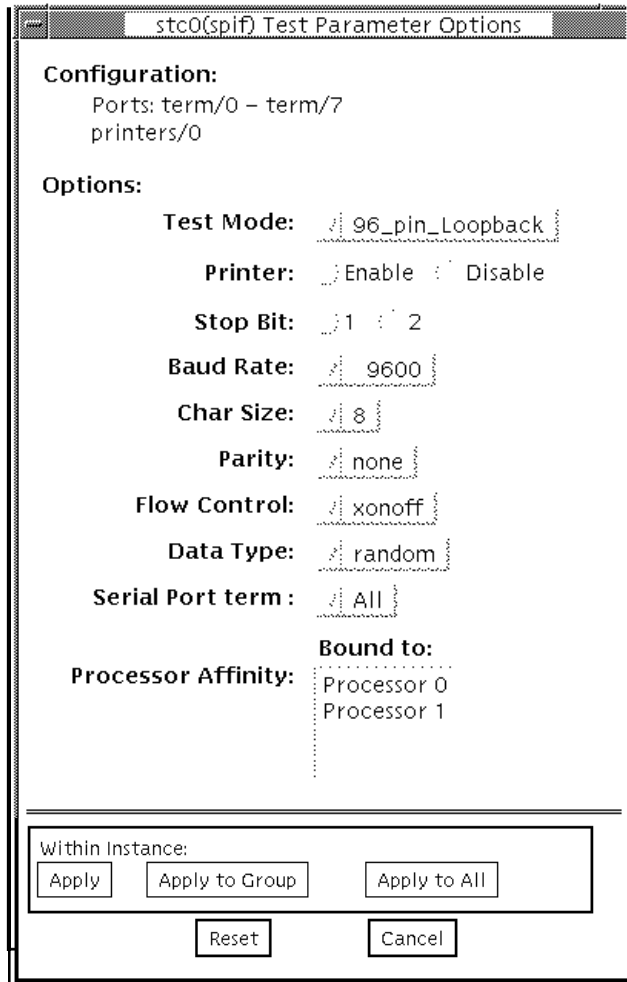 stc0(spif) Test Parameter Options
Configuration:
Ports: term/0 – term/7
printers/0
Options:
Test Mode: 96_pin_Loopback
Printer: Enable Disable
Stop Bit: 1 2
Baud Rate: 9600
Char Size: 8
Parity: none
Flow Control: xonoff
Data Type: random
Serial Port term : All
Bound to:
Processor Affinity:
Processor 0
Processor 1
Within Instance:
Apply Apply to Group Apply to All
Reset Cancel